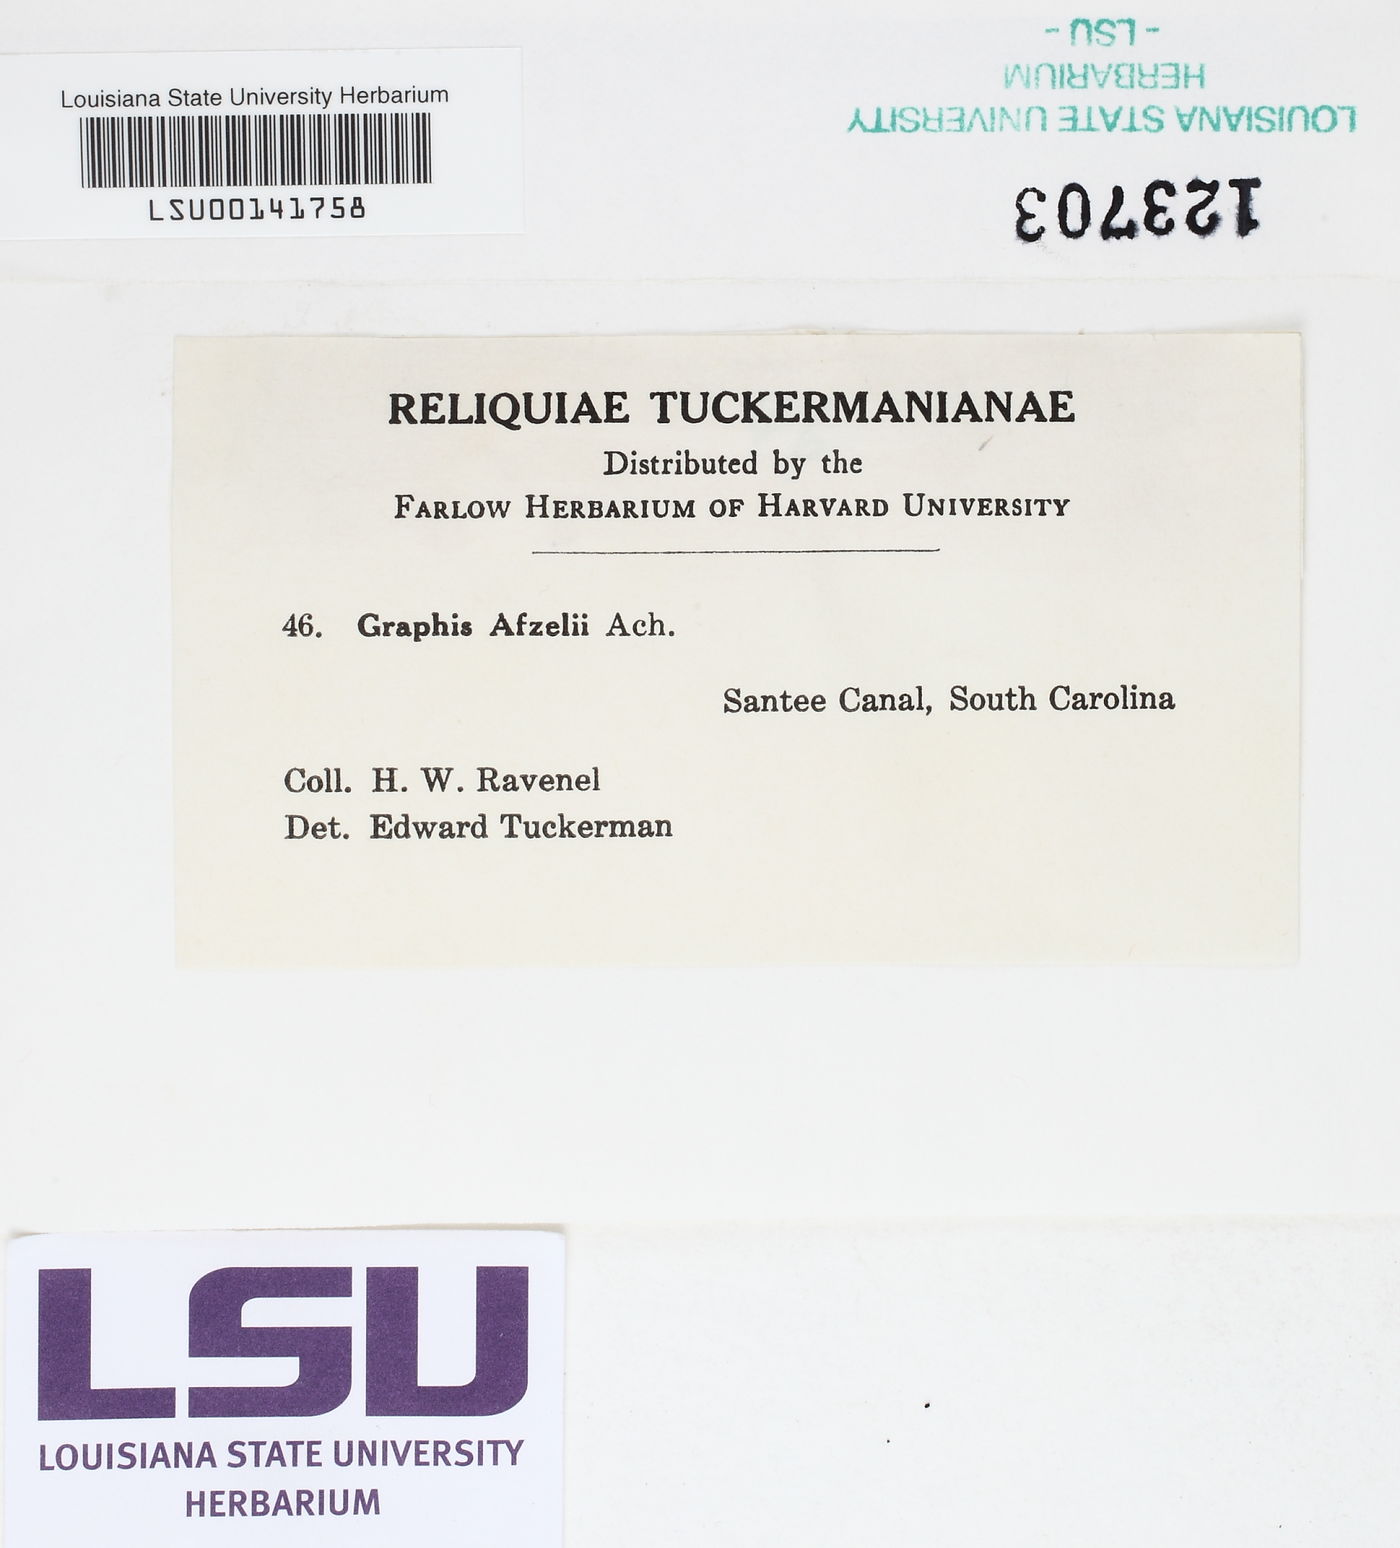 Louisiana State University Herbarium
LSU00141758
- LSU -
HERBARIUM
LOUISIANA STATE UNIVERSITY
123703
RELIQUIAE TUCKERMANIANAE
Distributed by the
FARLOW HERBARIUM OF HARVARD UNIVERSITY
46. Graphis Afzelii Ach.
Santee Canal, South Carolina
Coll. H. W. Ravenel
Det. Edward Tuckerman
LSU
LOUISIANA STATE UNIVERSITY
HERBARIUM